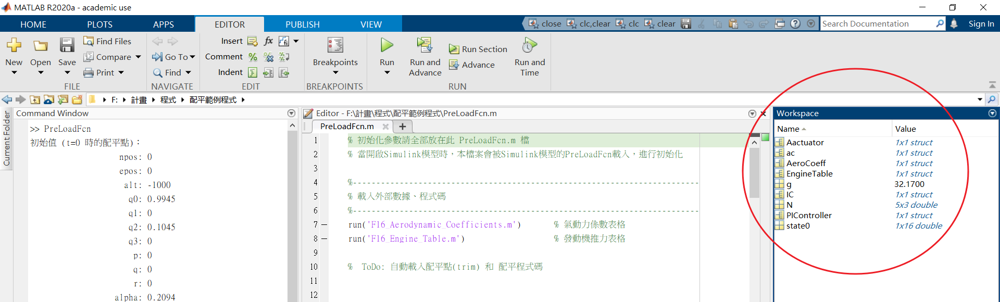 MATLAB R2020a - academic use
HOME PLOTS APPS EDITOR PUBLISH VIEW close clc,clear clc clear Search Documentation Sign In
New Open Save Find Files Compare Print FILE
Go To Find NAVIGATE
Insert fx fi
Comment %
Indent
EDIT
Breakpoints
BREAKPOINTS
Run Run and Advance Run Section Advance Run and Time
RUN
F: 計畫 程式 配平範例程式
Current Folder
Command Window
>> PreLoadFcn
初始值 (t=0 時的配平點):
npos: 0
epos: 0
alt: -1000
q0: 0.9945
q1: 0
q2: 0.1045
q3: 0
p: 0
q: 0
r: 0
alpha: 0.2094
Editor - F:\計畫\程式\配平範例程式\PreLoadFcn.m
PreLoadFcn.m
1 % 初始化參數請全部放在此 PreLoadFcn.m 檔
2 % 當開啟Simulink模型時，本檔案會被Simulink模型的PreLoadFcn載入，進行初始化
3
4 %---------------------------------------------------------------------------
5 % 載入外部數據、程式碼
6 %---------------------------------------------------------------------------
7 run('F16_Aerodynamic_Coefficients.m') % 氣動力係數表格
8 run('F16_Engine_Table.m') % 發動機推力表格
9
10 % ToDo: 自動載入配平點(trim) 和 配平程式碼
11
12
Workspace
Name Value
Aactuator 1x1 struct
ac 1x1 struct
AeroCoeff 1x1 struct
EngineTable 1x1 struct
g 32.1700
IC 1x1 struct
N 5x3 double
PIController 1x1 struct
state0 1x16 double